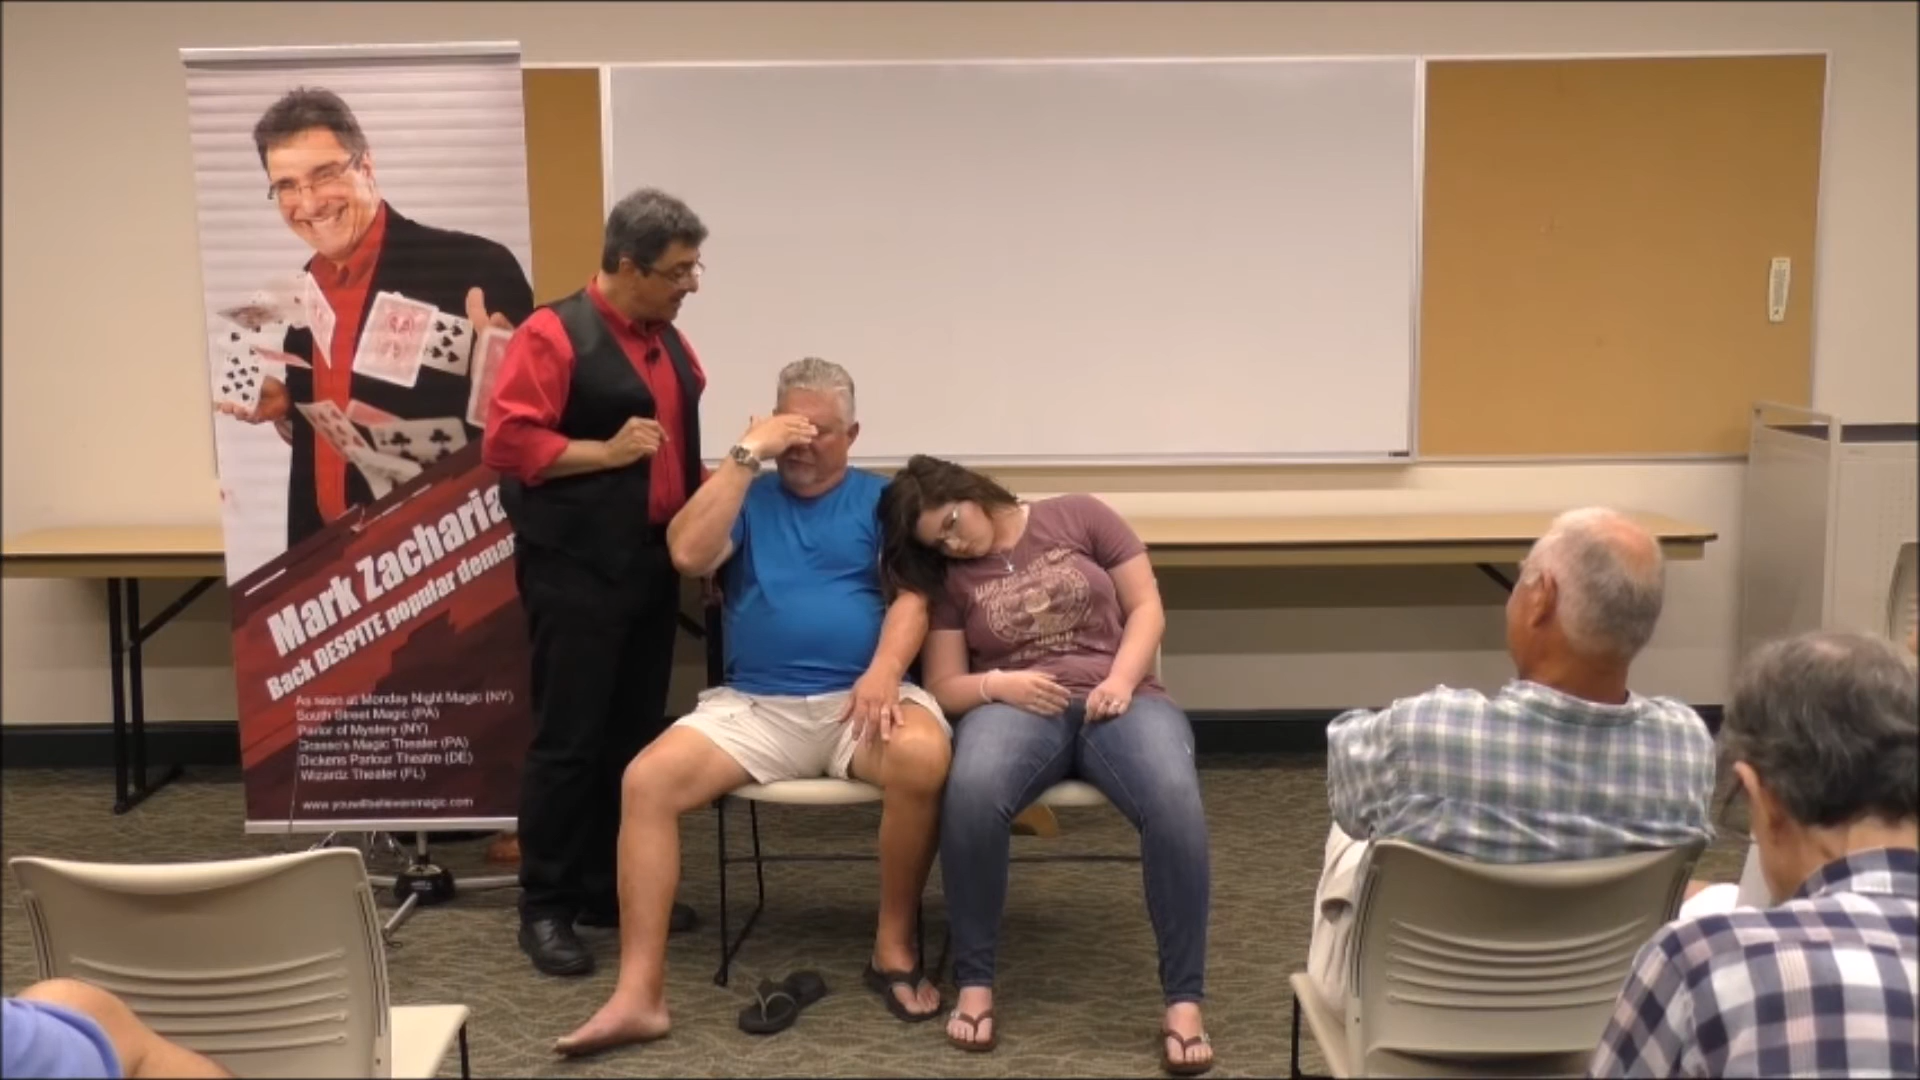 Mark Zacharia
Back DESPITE popular deman
As seen at Monday Night Magic (NY)
South Street Magic (PA)
Parlor of Mystery (NY)
Grasso's Magic Theater (PA)
Dickens Parlour Theatre (DE)
Wizardz Theater (FL)